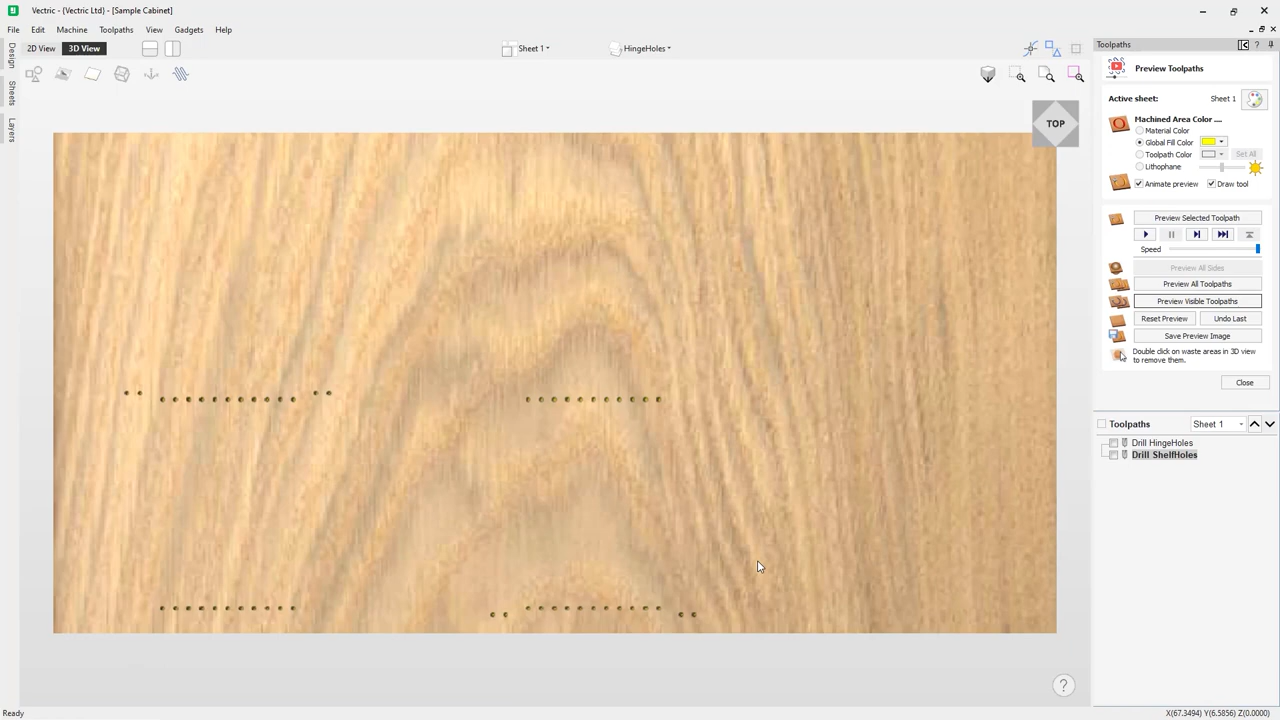 Vectric - {Vectric Ltd} - [Sample Cabinet]
File Edit Machine Toolpaths View Gadgets Help
2D View 3D View Sheet 1 HingeHoles
Design
Sheets
Layers
TOP
Toolpaths
Preview Toolpaths
Active sheet: Sheet 1
Machined Area Color ....
Material Color
Global Fill Color
Toolpath Color Set All
Lithophane
Animate preview Draw tool
Preview Selected Toolpath
Speed
Preview All Sides
Preview All Toolpaths
Preview Visible Toolpaths
Reset Preview Undo Last
Save Preview Image
Double click on waste areas in 3D view
to remove them.
Close
Toolpaths Sheet 1
Drill HingeHoles
Drill ShelfHoles
Ready X(67.3494) Y(6.5856) Z(0.0000)